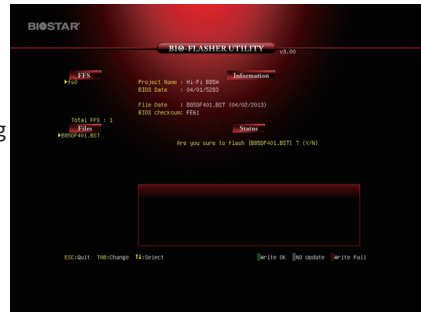 BIOSTAR
BIO-FLASHER UTILITY v3.00
FFS
fs0
Total FFS : 1
Information
Project Name : Hi-Fi B85W
BIOS Date : 04/01/5203
File Date : B85DF401.BST (04/02/2013)
BIOS checksum: FE61
Files
B85DF401.BST
Status
Are you sure to flash [B85DF401.BST] ? (Y/N)
ESC:Quit TAB:Change ↑↓:Select
Write OK NO Update Write Fail
g